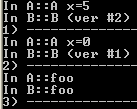 In A::A x=5
In B::B (ver #2)
1) --------------
In A::A x=0
In B::B (ver #1)
2) --------------
In A::foo
In B::foo
3) --------------